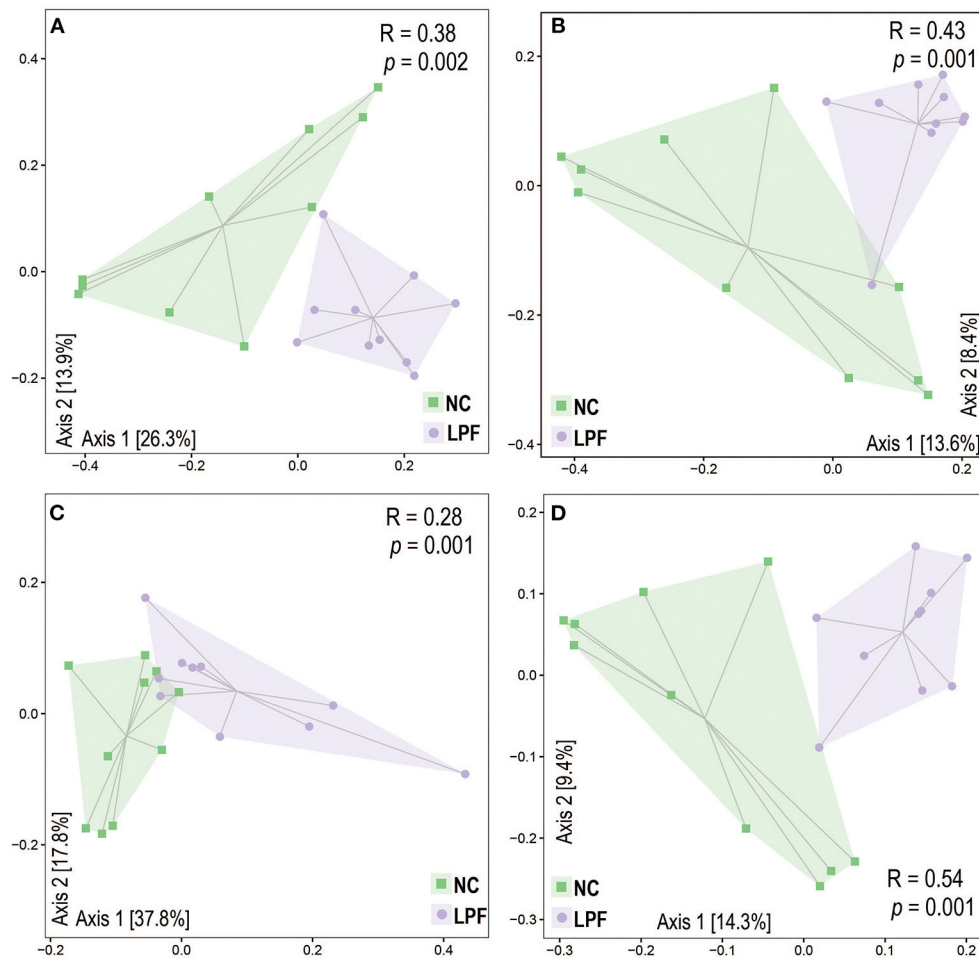 A
R = 0.38
p = 0.002
0.4
0.2
0.0
−0.2
Axis 2 [13.9%]
Axis 1 [26.3%]
NC
LPF
−0.4 −0.2 0.0 0.2
B
R = 0.43
p = 0.001
0.2
0.0
−0.2
−0.4
Axis 2 [8.4%]
Axis 1 [13.6%]
NC
LPF
−0.4 −0.2 0.0 0.2
C
R = 0.28
p = 0.001
0.2
0.0
−0.2
Axis 2 [17.8%]
Axis 1 [37.8%]
NC
LPF
−0.2 0.0 0.2 0.4
D
0.2
0.1
0.0
−0.1
−0.2
−0.3
Axis 2 [9.4%]
NC
LPF
Axis 1 [14.3%]
R = 0.54
p = 0.001
−0.3 −0.2 −0.1 0.0 0.1 0.2